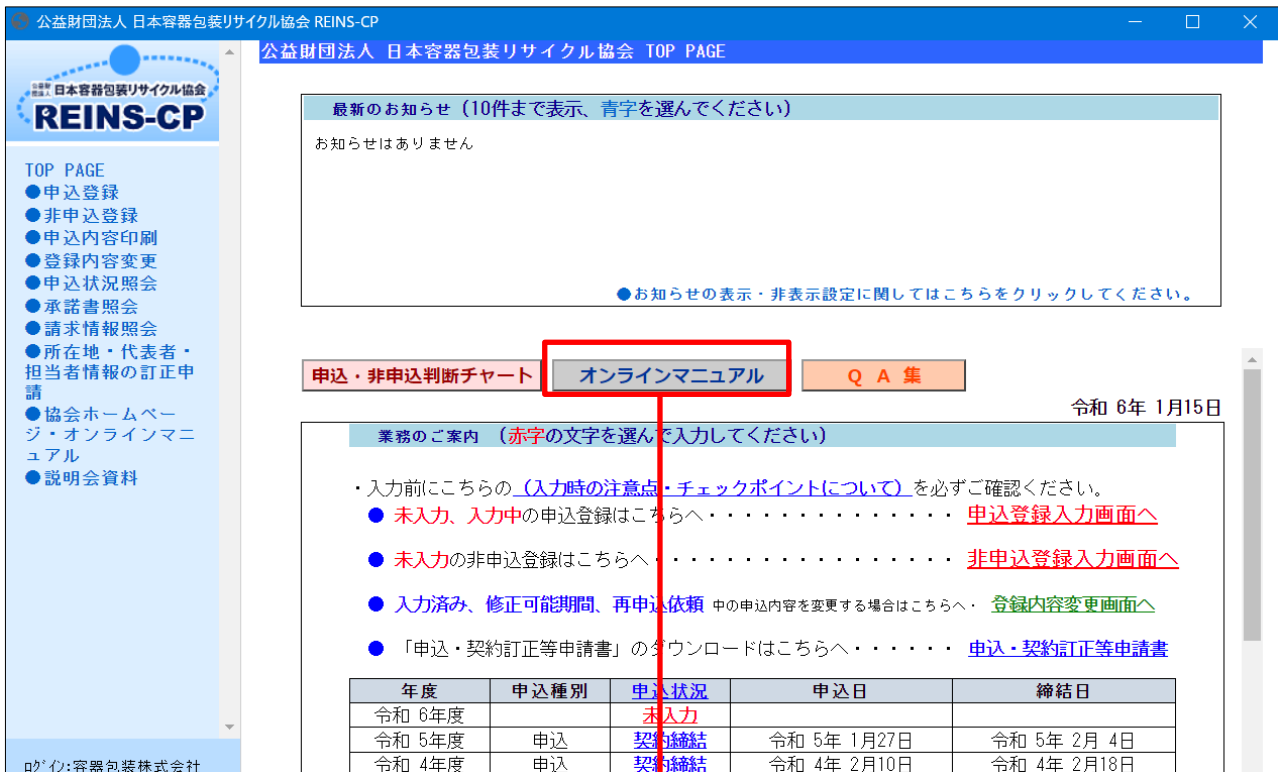 公益財団法人 日本容器包装リサイクル協会 REINS-CP
公益財団法人 日本容器包装リサイクル協会
REINS-CP
TOP PAGE
●申込登録
●非申込登録
●申込内容印刷
●登録内容変更
●申込状況照会
●承諾書照会
●請求情報照会
●所在地・代表者・
担当者情報の訂正申
請
●協会ホームペー
ジ・オンラインマニ
ュアル
●説明会資料
ログイン:容器包装株式会社
公益財団法人 日本容器包装リサイクル協会 TOP PAGE
最新のお知らせ (10件まで表示、青字を選んでください)
お知らせはありません
●お知らせの表示・非表示設定に関してはこちらをクリックしてください。
申込・非申込判断チャート
オンラインマニュアル
Q A 集
令和 6年 1月15日
業務のご案内 (赤字の文字を選んで入力してください)
・入力前にこちらの (入力時の注意点・チェックポイントについて) を必ずご確認ください。
● 未入力、入力中の申込登録はこちらへ・・・・・・・・・・・・・・ 申込登録入力画面へ
● 未入力の非申込登録はこちらへ・・・・・・・・・・・・・・・・・ 非申込登録入力画面へ
● 入力済み、修正可能期間、再申込依頼 中の申込内容を変更する場合はこちらへ・ 登録内容変更画面へ
● 「申込・契約訂正等申請書」のダウンロードはこちらへ・・・・・・ 申込・契約訂正等申請書
年度 申込種別 申込状況 申込日 締結日
令和 6年度 未入力
令和 5年度 申込 契約締結 令和 5年 1月27日 令和 5年 2月 4日
令和 4年度 申込 契約締結 令和 4年 2月10日 令和 4年 2月18日